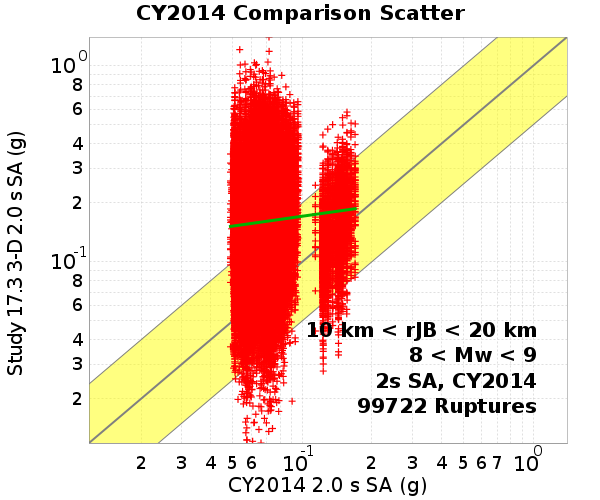 CY2014 Comparison Scatter
Study 17.3 3-D 2.0 s SA (g)
10⁰
8
6
4
3
2
10⁻¹
8
6
4
3
2
10 km < rJB < 20 km
8 < Mw < 9
2s SA, CY2014
99722 Ruptures
2 3 4 5 6 10⁻¹ 2 3 4 5 6 7 10⁰
CY2014 2.0 s SA (g)